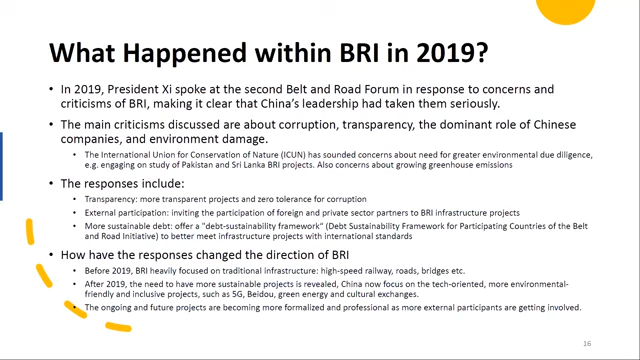 What Happened within BRI in 2019?
• In 2019, President Xi spoke at the second Belt and Road Forum in response to concerns and
criticisms of BRI, making it clear that China's leadership had taken them seriously.
• The main criticisms discussed are about corruption, transparency, the dominant role of Chinese
companies, and environment damage.
• The International Union for Conservation of Nature (ICUN) has sounded concerns about need for greater environmental due diligence,
e.g. engaging on study of Pakistan and Sri Lanka BRI projects. Also concerns about growing greenhouse emissions
• The responses include:
• Transparency: more transparent projects and zero tolerance for corruption
• External participation: inviting the participation of foreign and private sector partners to BRI infrastructure projects
• More sustainable debt: offer a "debt-sustainability framework" (Debt Sustainability Framework for Participating Countries of the Belt
and Road Initiative) to better meet infrastructure projects with international standards
• How have the responses changed the direction of BRI
• Before 2019, BRI heavily focused on traditional infrastructure: high-speed railway, roads, bridges etc.
• After 2019, the need to have more sustainable projects is revealed, China now focus on the tech-oriented, more environmental-
friendly and inclusive projects, such as 5G, Beidou, green energy and cultural exchanges.
• The ongoing and future projects are becoming more formalized and professional as more external participants are getting involved.
16